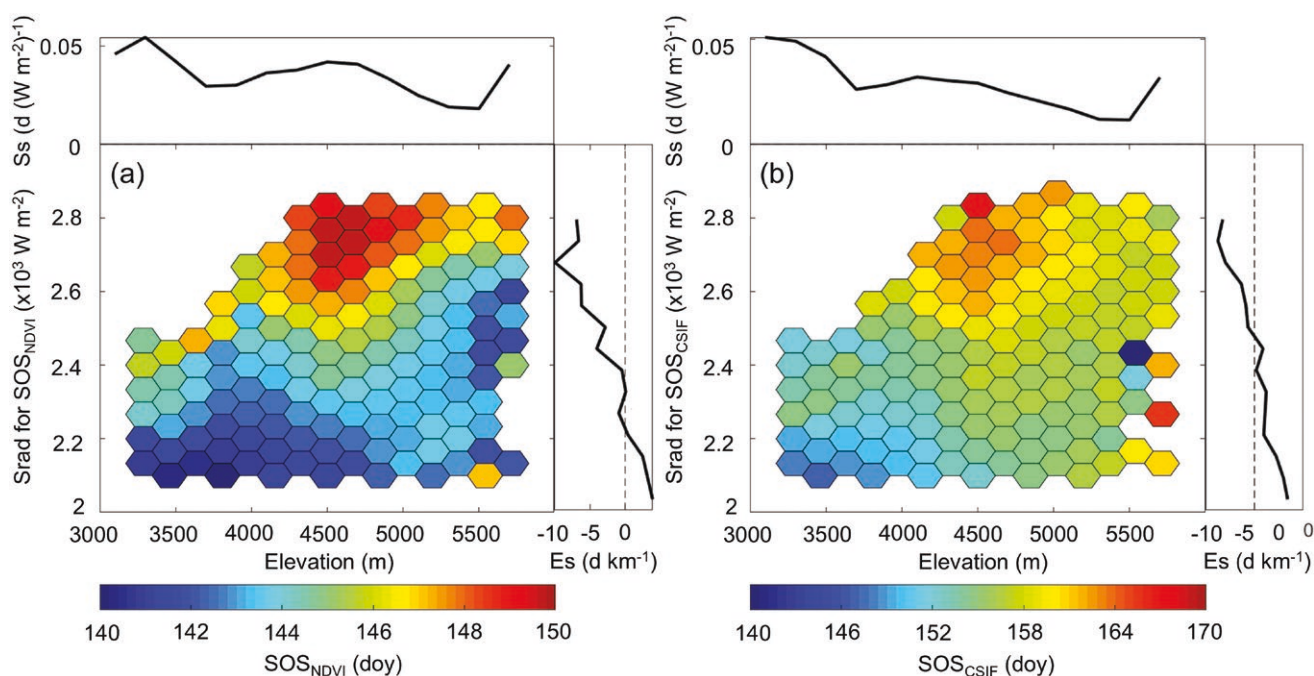 Ss (d (W m-2)-1)
0.05
0
Ss (d (W m-2)-1)
0.05
0
(a)
Srad for SOSNDVI (x10³ W m-2)
2.8
2.6
2.4
2.2
2
3000 3500 4000 4500 5000 5500
Elevation (m)
-10 -5 0
Es (d km-1)
(b)
Srad for SOSCSIF (x10³ W m-2)
2.8
2.6
2.4
2.2
2
3000 3500 4000 4500 5000 5500
Elevation (m)
-10 -5 0 0
Es (d km-1)
140 142 144 146 148 150
SOSNDVI (doy)
140 146 152 158 164 170
SOSCSIF (doy)